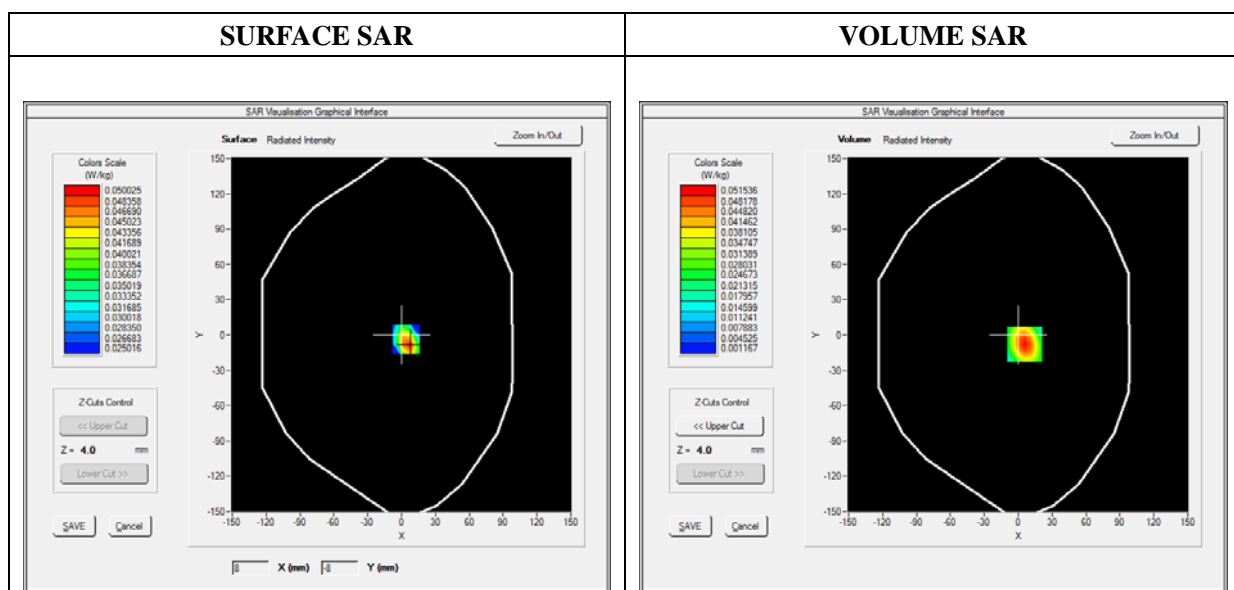 SURFACE SAR
VOLUME SAR
SAR Visualisation Graphical Interface
Surface Radiated Intensity
Zoom In/Out
Colors Scale
(W/kg)
0.050025
0.048358
0.046690
0.045023
0.043356
0.041689
0.040021
0.038354
0.036687
0.035019
0.033352
0.031685
0.030018
0.028350
0.026683
0.025016
150
120
90
60
30
0
-30
-60
-90
-120
-150
Y
-150 -120 -90 -60 -30 0 30 60 90 120 150
X
Z-Cuts Control
<< Upper Cut
Z = 4.0 mm
Lower Cut >>
SAVE Cancel
8 X (mm) -8 Y (mm)
SAR Visualisation Graphical Interface
Volume Radiated Intensity
Zoom In/Out
Colors Scale
(W/kg)
0.051536
0.048178
0.044820
0.041462
0.038105
0.034747
0.031389
0.028031
0.024673
0.021315
0.017957
0.014599
0.011241
0.007883
0.004525
0.001167
150
120
90
60
30
0
-30
-60
-90
-120
-150
Y
-150 -120 -90 -60 -30 0 30 60 90 120 150
X
Z-Cuts Control
<< Upper Cut
Z = 4.0 mm
Lower Cut >>
SAVE Cancel